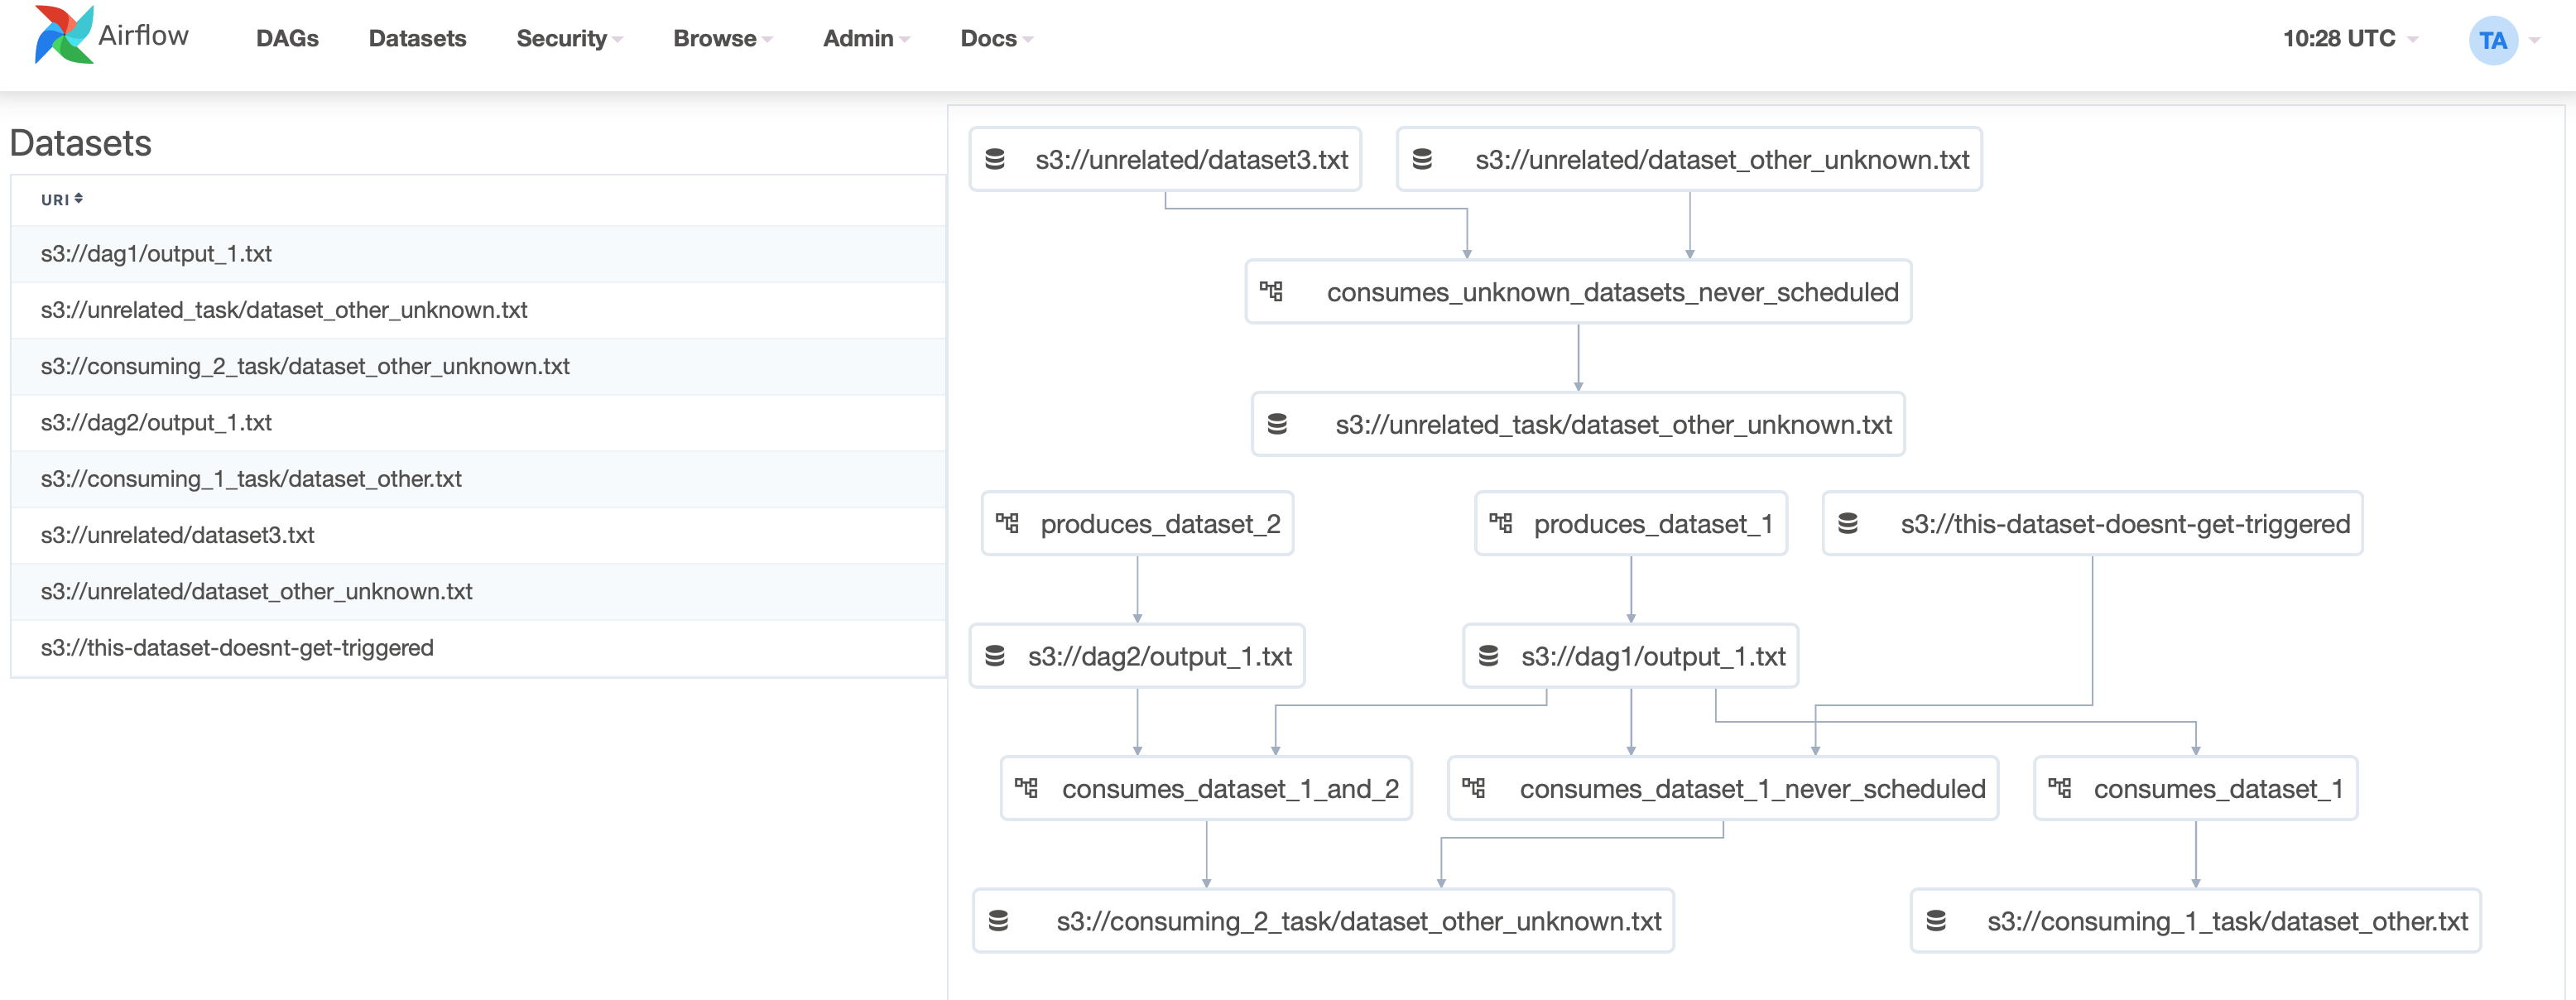 Airflow DAGs Datasets Security Browse Admin Docs 10:28 UTC TA
Datasets
URI
s3://dag1/output_1.txt
s3://unrelated_task/dataset_other_unknown.txt
s3://consuming_2_task/dataset_other_unknown.txt
s3://dag2/output_1.txt
s3://consuming_1_task/dataset_other.txt
s3://unrelated/dataset3.txt
s3://unrelated/dataset_other_unknown.txt
s3://this-dataset-doesnt-get-triggered
s3://unrelated/dataset3.txt s3://unrelated/dataset_other_unknown.txt
consumes_unknown_datasets_never_scheduled
s3://unrelated_task/dataset_other_unknown.txt
produces_dataset_2 produces_dataset_1 s3://this-dataset-doesnt-get-triggered
s3://dag2/output_1.txt s3://dag1/output_1.txt
consumes_dataset_1_and_2 consumes_dataset_1_never_scheduled consumes_dataset_1
s3://consuming_2_task/dataset_other_unknown.txt s3://consuming_1_task/dataset_other.txt